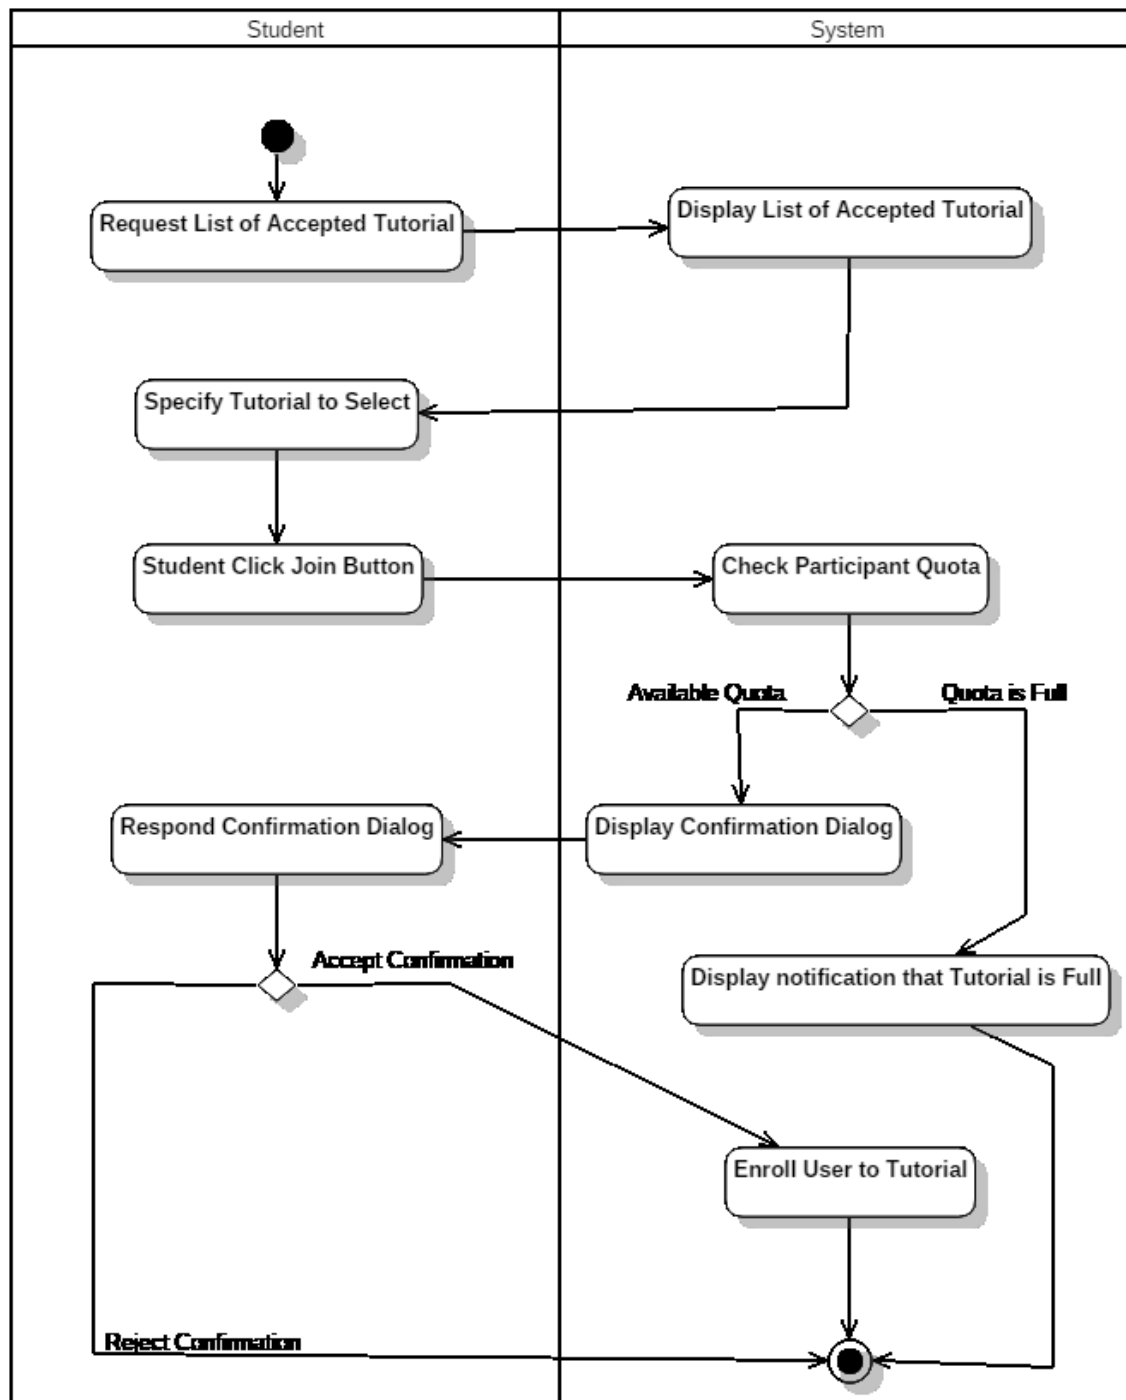 Student
System
Request List of Accepted Tutorial
Display List of Accepted Tutorial
Specify Tutorial to Select
Student Click Join Button
Check Participant Quota
Available Quota
Quota is Full
Respond Confirmation Dialog
Display Confirmation Dialog
Accept Confirmation
Display notification that Tutorial is Full
Enroll User to Tutorial
Reject Confirmation